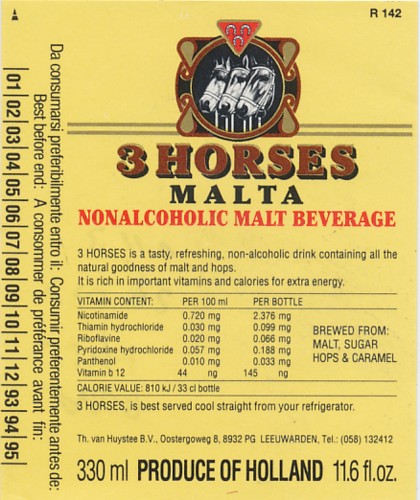 R 142
3 HORSES
MALTA
NONALCOHOLIC MALT BEVERAGE
3 HORSES is a tasty, refreshing, non-alcoholic drink containing all the
natural goodness of malt and hops.
It is rich in important vitamins and calories for extra energy.
VITAMIN CONTENT: PER 100 ml PER BOTTLE
Nicotinamide 0.720 mg 2.376 mg
Thiamin hydrochloride 0.030 mg 0.099 mg
Riboflavine 0.020 mg 0.066 mg
Pyridoxine hydrochloride 0.057 mg 0.188 mg
Panthenol 0.010 mg 0.033 mg
Vitamin b 12 44 ng 145 ng
CALORIE VALUE: 810 kJ / 33 cl bottle
BREWED FROM:
MALT, SUGAR
HOPS & CARAMEL
3 HORSES, is best served cool straight from your refrigerator.
Th. van Huystee B.V., Oostergoweg 8, 8932 PG LEEUWARDEN, Tel.: (058) 132412
330 ml PRODUCE OF HOLLAND 11.6 fl.oz.
Da consumarsi preferibilmente entro il: Consumir preferentemente antes de:
Best before end: A consommer de préférance avant fin:
01|02|03|04|05|06|07|08|09|10|11|12|93|94|95|